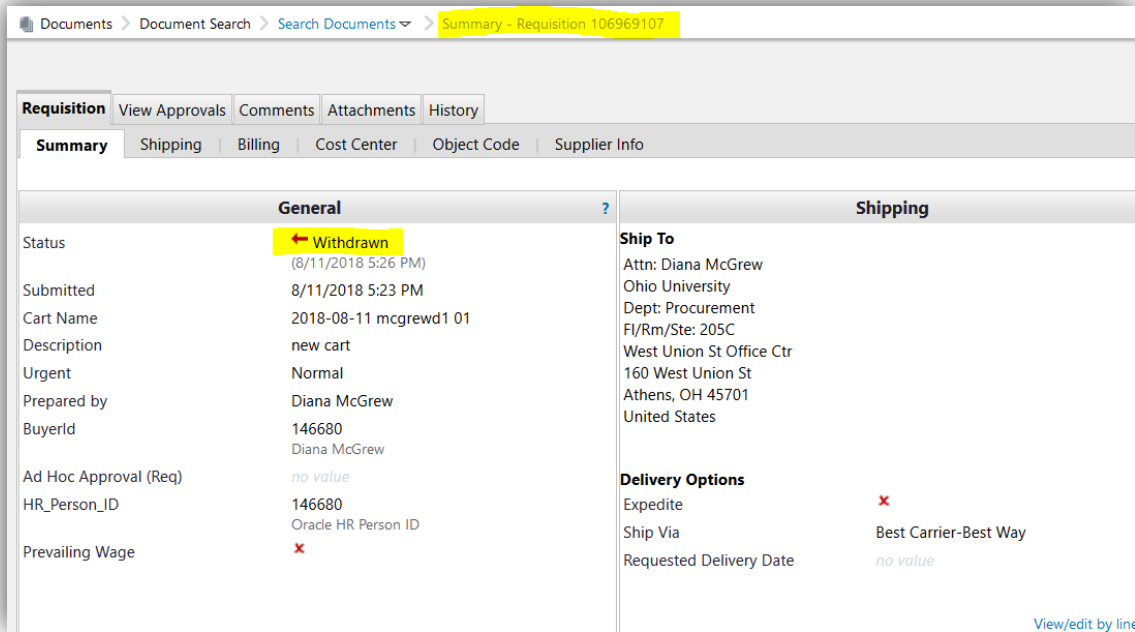 Documents > Document Search > Search Documents > Summary - Requisition 106969107
Requisition View Approvals Comments Attachments History
Summary Shipping Billing Cost Center Object Code Supplier Info
General ?
Status Withdrawn
(8/11/2018 5:26 PM)
Submitted 8/11/2018 5:23 PM
Cart Name 2018-08-11 mcgrewd1 01
Description new cart
Urgent Normal
Prepared by Diana McGrew
BuyerId 146680
Diana McGrew
Ad Hoc Approval (Req) no value
HR_Person_ID 146680
Oracle HR Person ID
Prevailing Wage
Shipping
Ship To
Attn: Diana McGrew
Ohio University
Dept: Procurement
Fl/Rm/Ste: 205C
West Union St Office Ctr
160 West Union St
Athens, OH 45701
United States
Delivery Options
Expedite
Ship Via Best Carrier-Best Way
Requested Delivery Date no value
View/edit by line